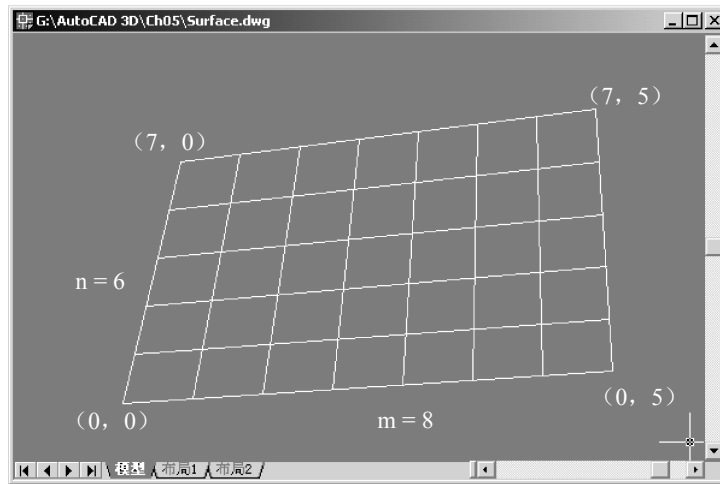 G:\AutoCAD 3D\Ch05\Surface.dwg
（7，5）
（7，0）
n = 6
（0，0）
m = 8
（0，5）
模型 布局1 布局2